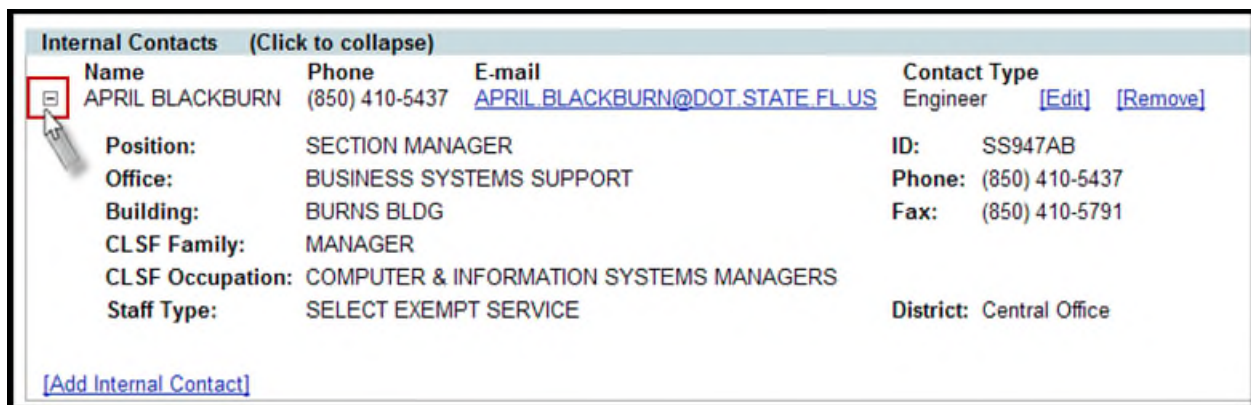 Internal Contacts (Click to collapse)
Name Phone E-mail Contact Type
APRIL BLACKBURN (850) 410-5437 APRIL.BLACKBURN@DOT.STATE.FL.US Engineer [Edit] [Remove]
Position: SECTION MANAGER ID: SS947AB
Office: BUSINESS SYSTEMS SUPPORT Phone: (850) 410-5437
Building: BURNS BLDG Fax: (850) 410-5791
CLSF Family: MANAGER
CLSF Occupation: COMPUTER & INFORMATION SYSTEMS MANAGERS
Staff Type: SELECT EXEMPT SERVICE District: Central Office
[Add Internal Contact]